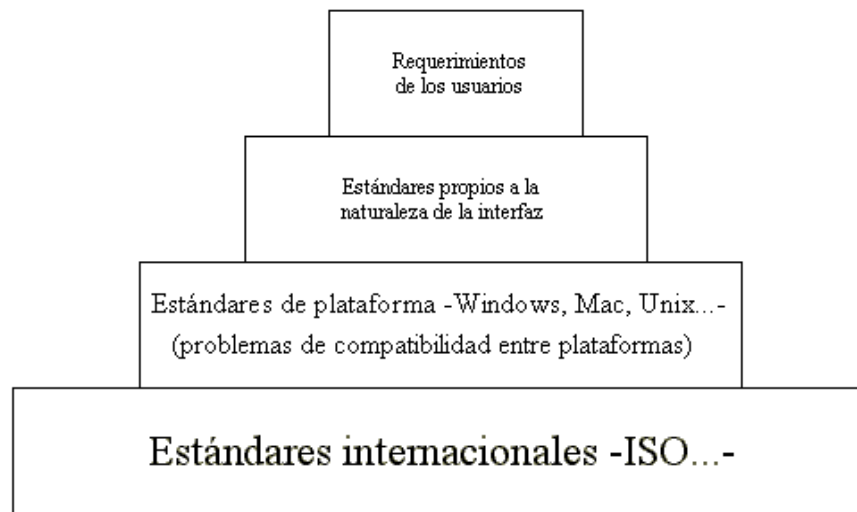 Requerimientos
de los usuarios
Estándares propios a la
naturaleza de la interfaz
Estándares de plataforma -Windows, Mac, Unix...-
(problemas de compatibilidad entre plataformas)
Estándares internacionales -ISO...-